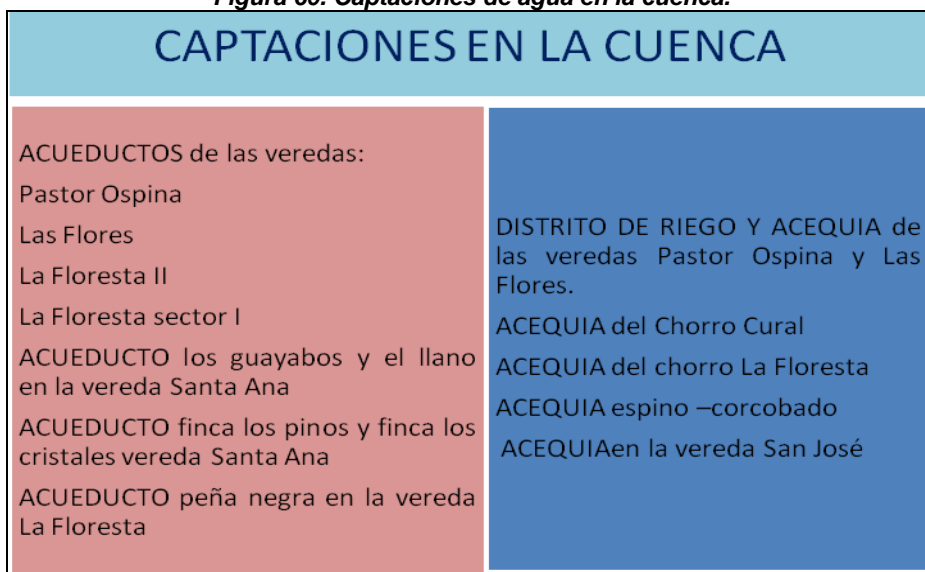 Figura 65. Captaciones de agua en la cuenca.
CAPTACIONES EN LA CUENCA
ACUEDUCTOS de las veredas:
Pastor Ospina
Las Flores
La Floresta II
La Floresta sector I
ACUEDUCTO los guayabos y el llano
en la vereda Santa Ana
ACUEDUCTO finca los pinos y finca los
cristales vereda Santa Ana
ACUEDUCTO peña negra en la vereda
La Floresta
DISTRITO DE RIEGO Y ACEQUIA de
las veredas Pastor Ospina y Las
Flores.
ACEQUIA del Chorro Cural
ACEQUIA del chorro La Floresta
ACEQUIA espino –corcobado
ACEQUIAen la vereda San José